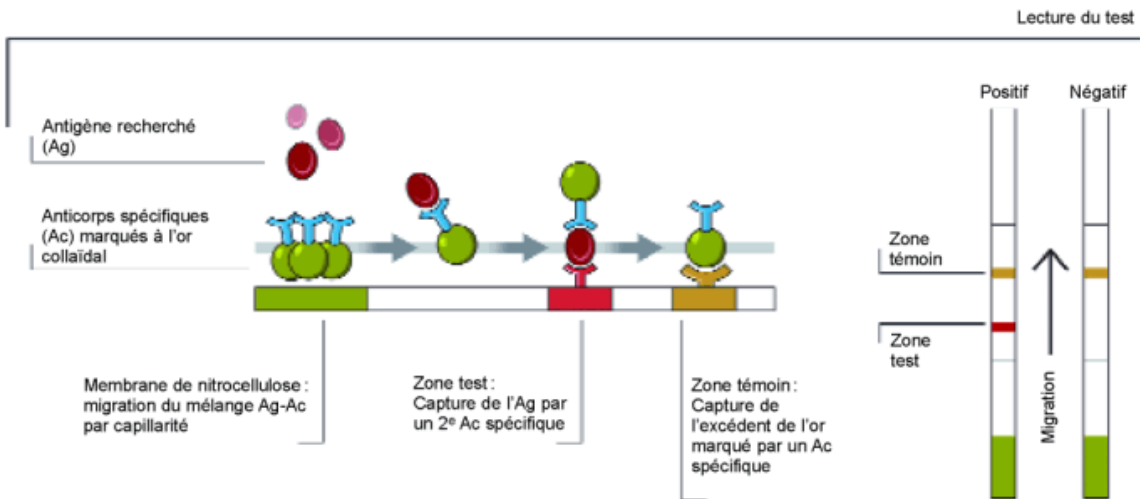 Lecture du test
Positif
Négatif
Antigène recherché
(Ag)
Anticorps spécifiques
(Ac) marqués à l'or
collaïdal
Zone
témoin
Zone
test
Migration
Membrane de nitrocellulose :
migration du mélange Ag-Ac
par capillarité
Zone test :
Capture de l'Ag par
un 2e Ac spécifique
Zone témoin :
Capture de
l'excédent de l'or
marqué par un Ac
spécifique